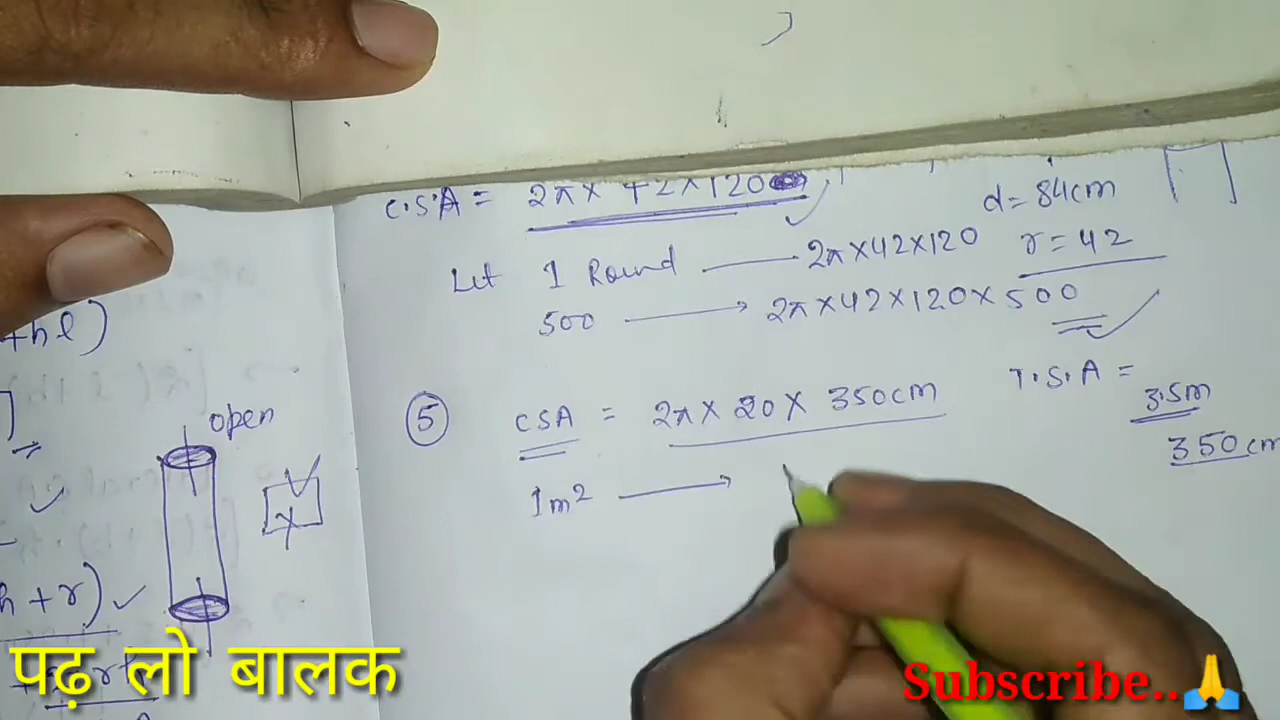 C.S.A = 2π × 42×120
d = 84cm
Let 1 Round —— 2π×42×120
r = 42
500 → 2π×42×120×500
T.S.A =
3.5m
350cm
⑤ CSA = 2π × 20 × 350cm
1m² →
+hl)
]
open
h + r)
पढ़ लो बालक
Subscribe..🙏